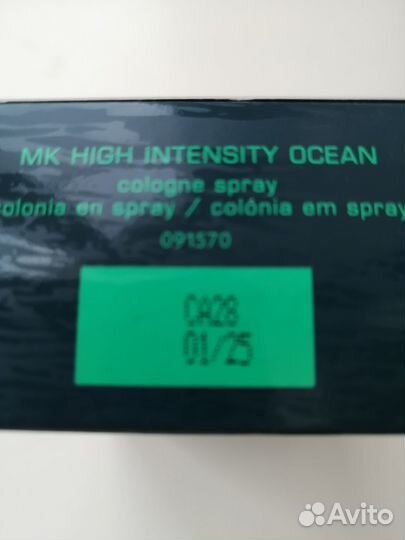 MK HIGH INTENSITY OCEAN
cologne spray
colonia en spray / colônia em spray
091570
CA28
01/25
Avito